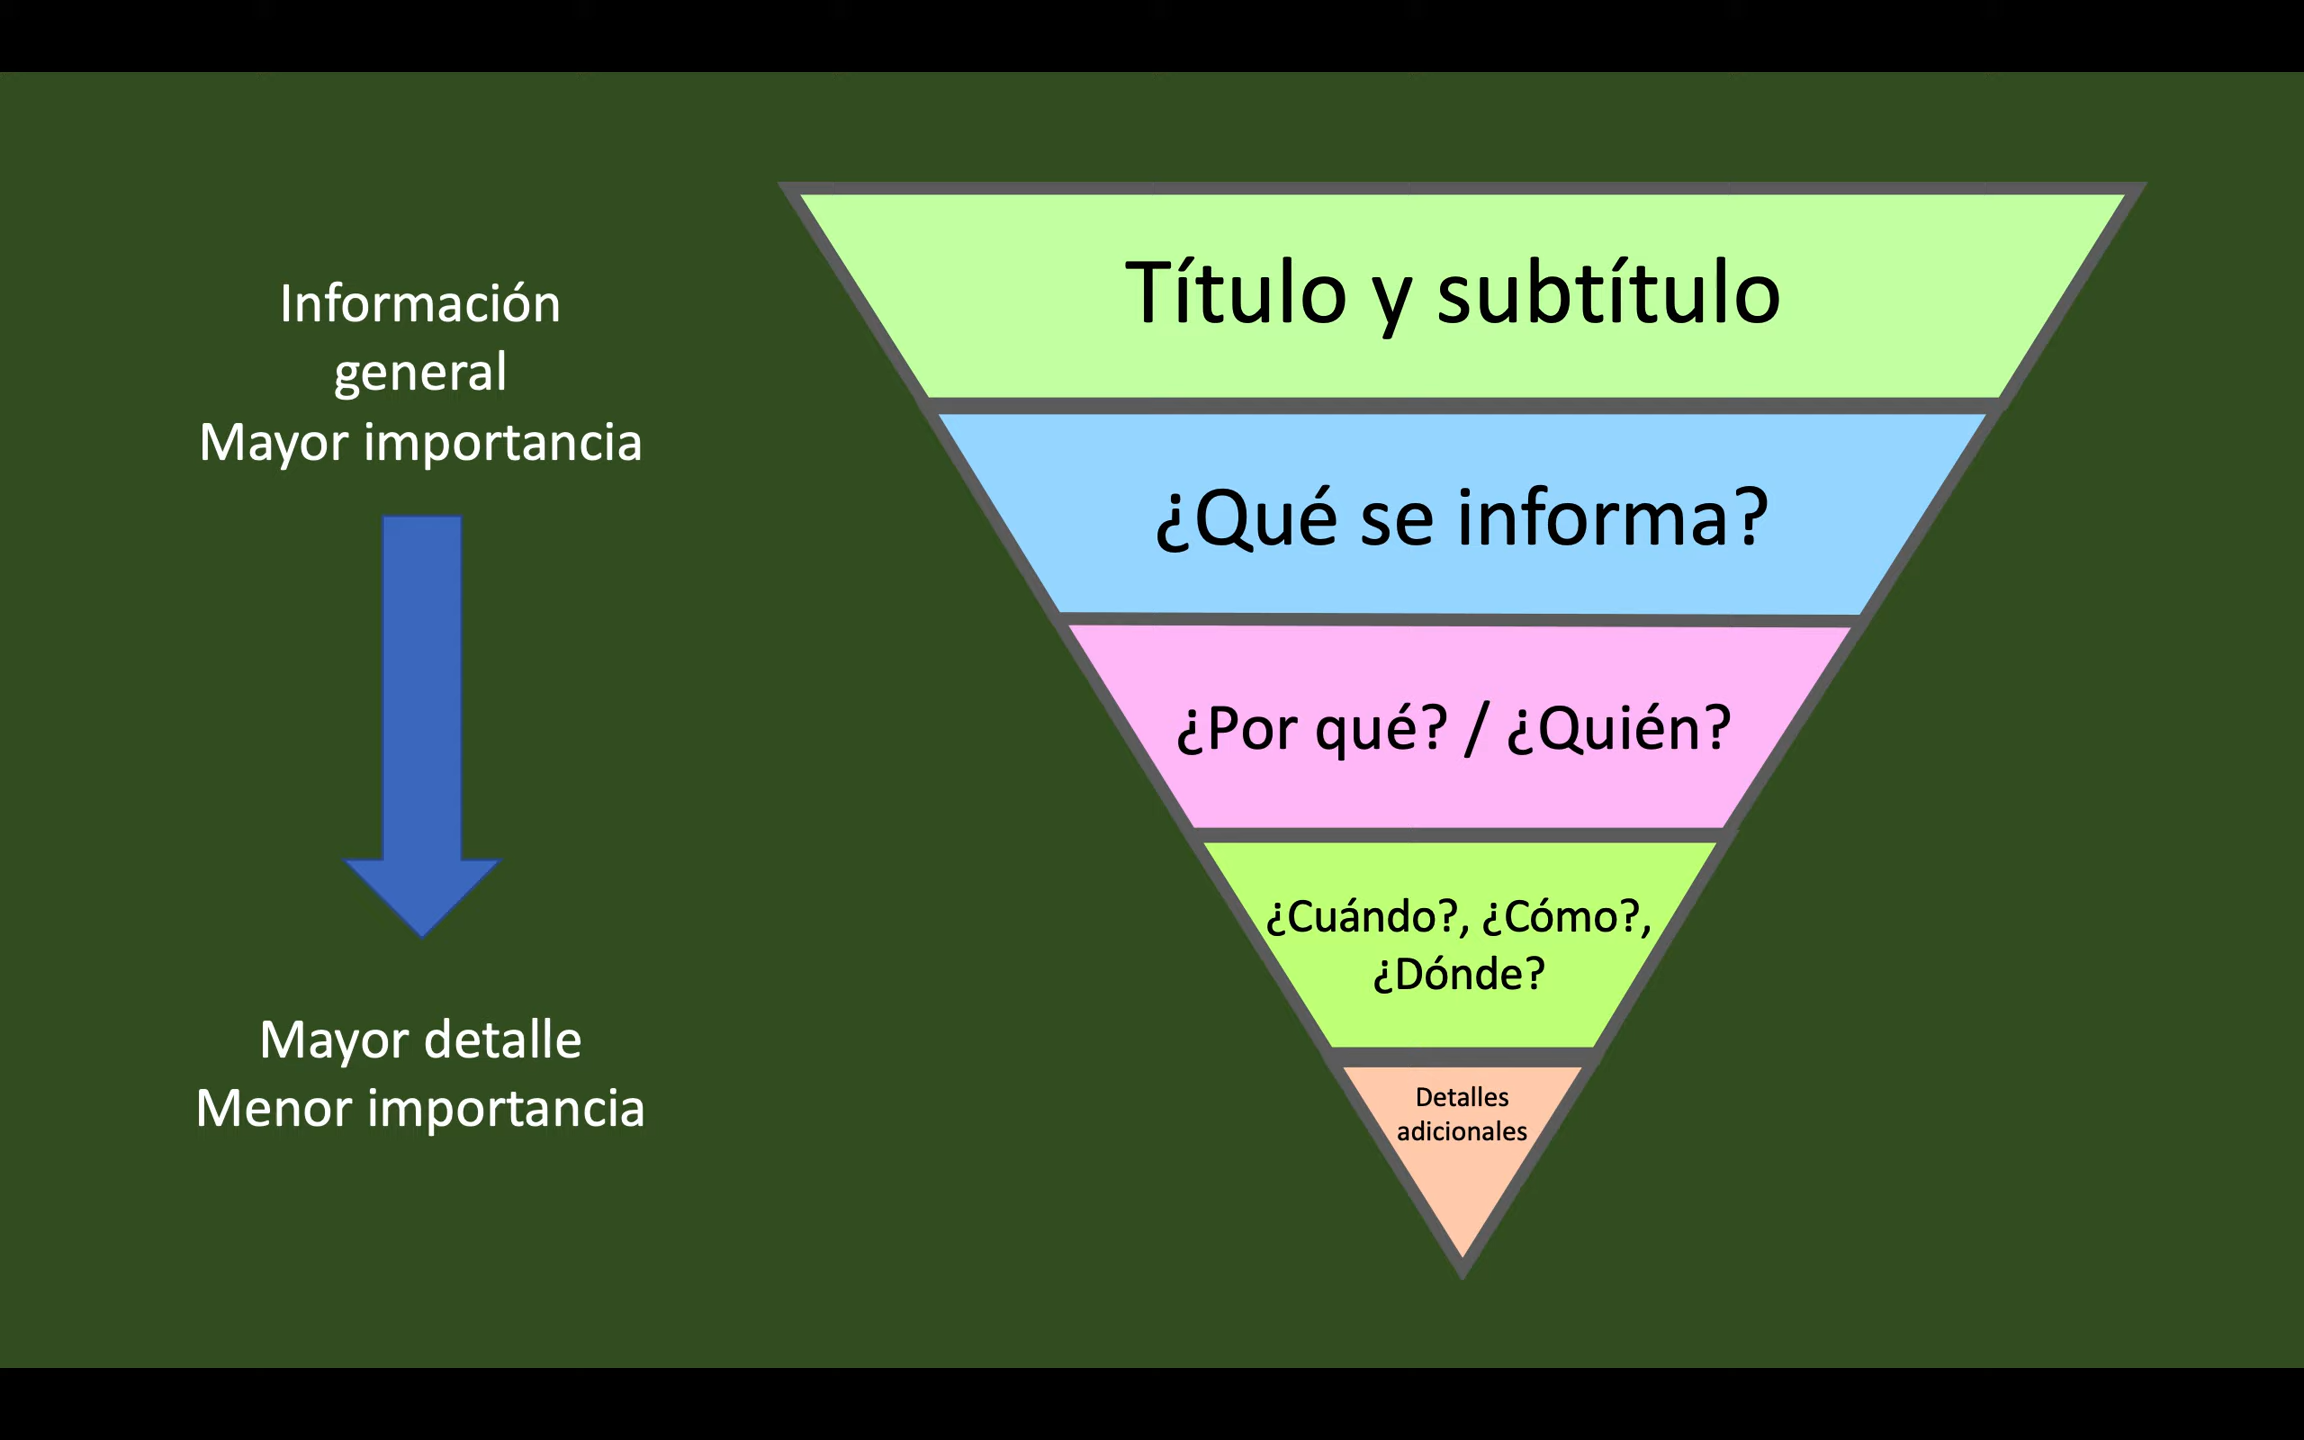 Información
general
Mayor importancia
Mayor detalle
Menor importancia
Título y subtítulo
¿Qué se informa?
¿Por qué? / ¿Quién?
¿Cuándo?, ¿Cómo?,
¿Dónde?
Detalles
adicionales